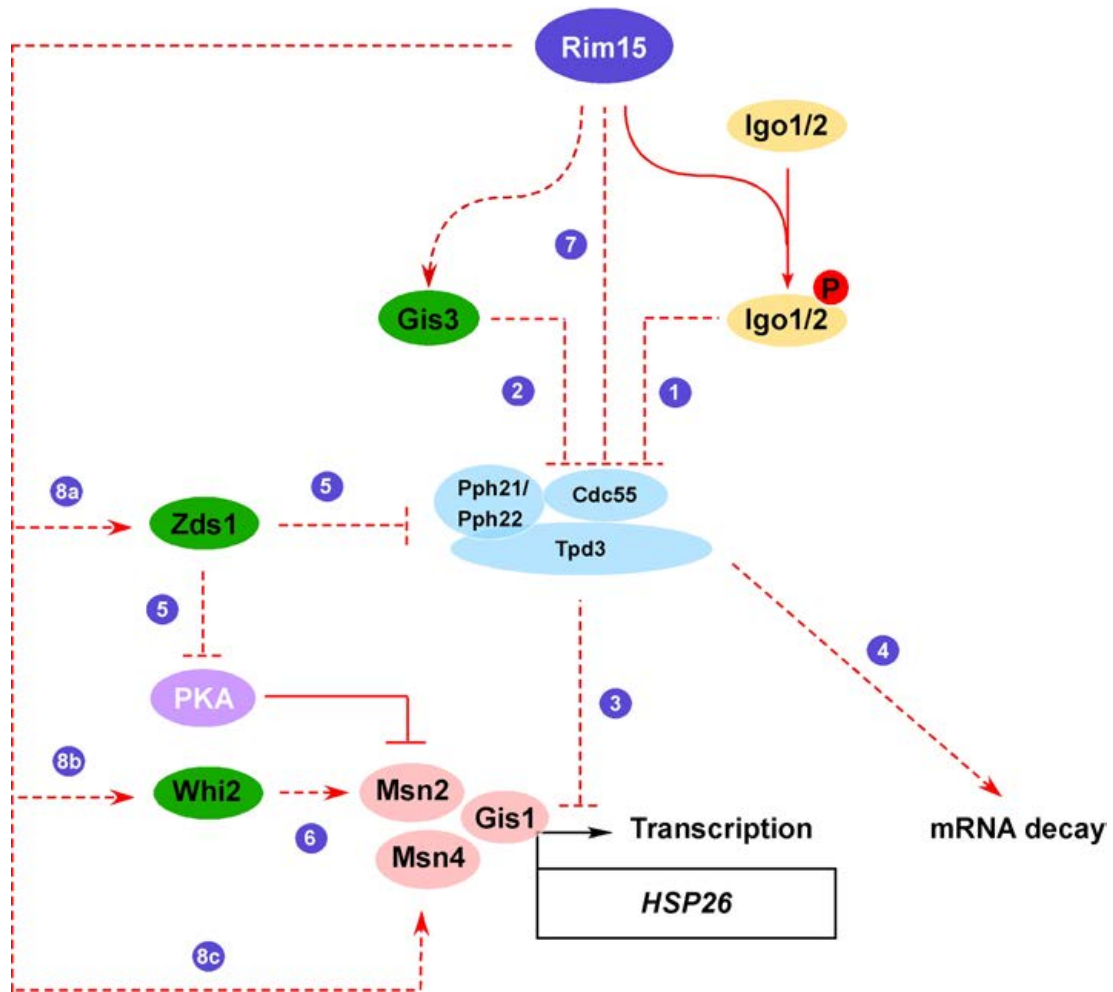 Rim15
Igo1/2
7
P
Gis3
Igo1/2
2
1
8a
5
Pph21/
Pph22
Cdc55
Zds1
Tpd3
5
4
PKA
3
8b
Whi2
Msn2
Gis1
6
Transcription
mRNA decay
Msn4
HSP26
8c